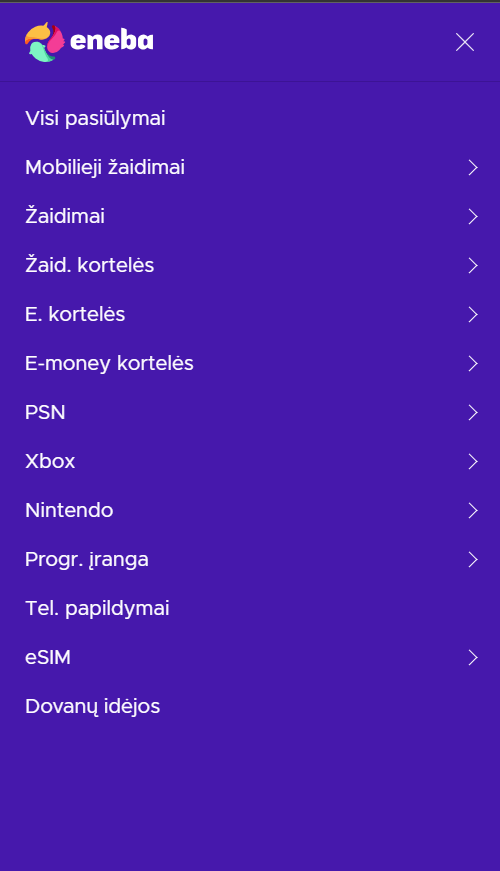 eneba
Visi pasiūlymai
Mobilieji žaidimai
Žaidimai
Žaid. kortelės
E. kortelės
E-money kortelės
PSN
Xbox
Nintendo
Progr. įranga
Tel. papildymai
eSIM
Dovanų idėjos